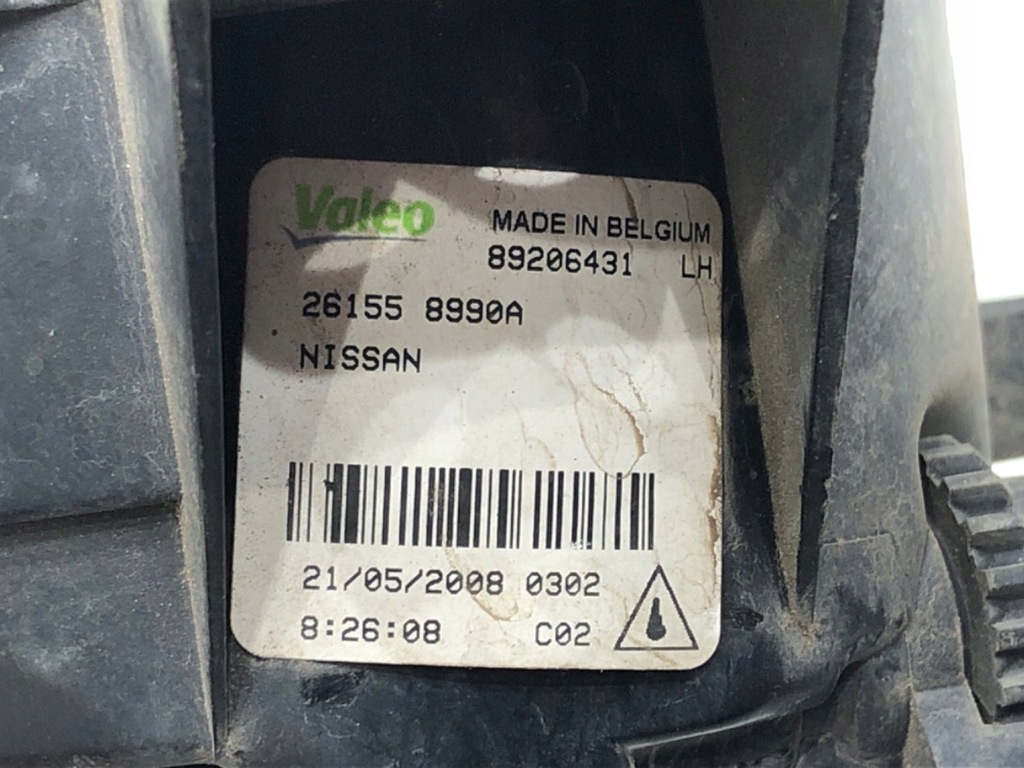 Valeo
MADE IN BELGIUM
89206431 LH
26155 8990A
NISSAN
21/05/2008 0302
8:26:08 C02